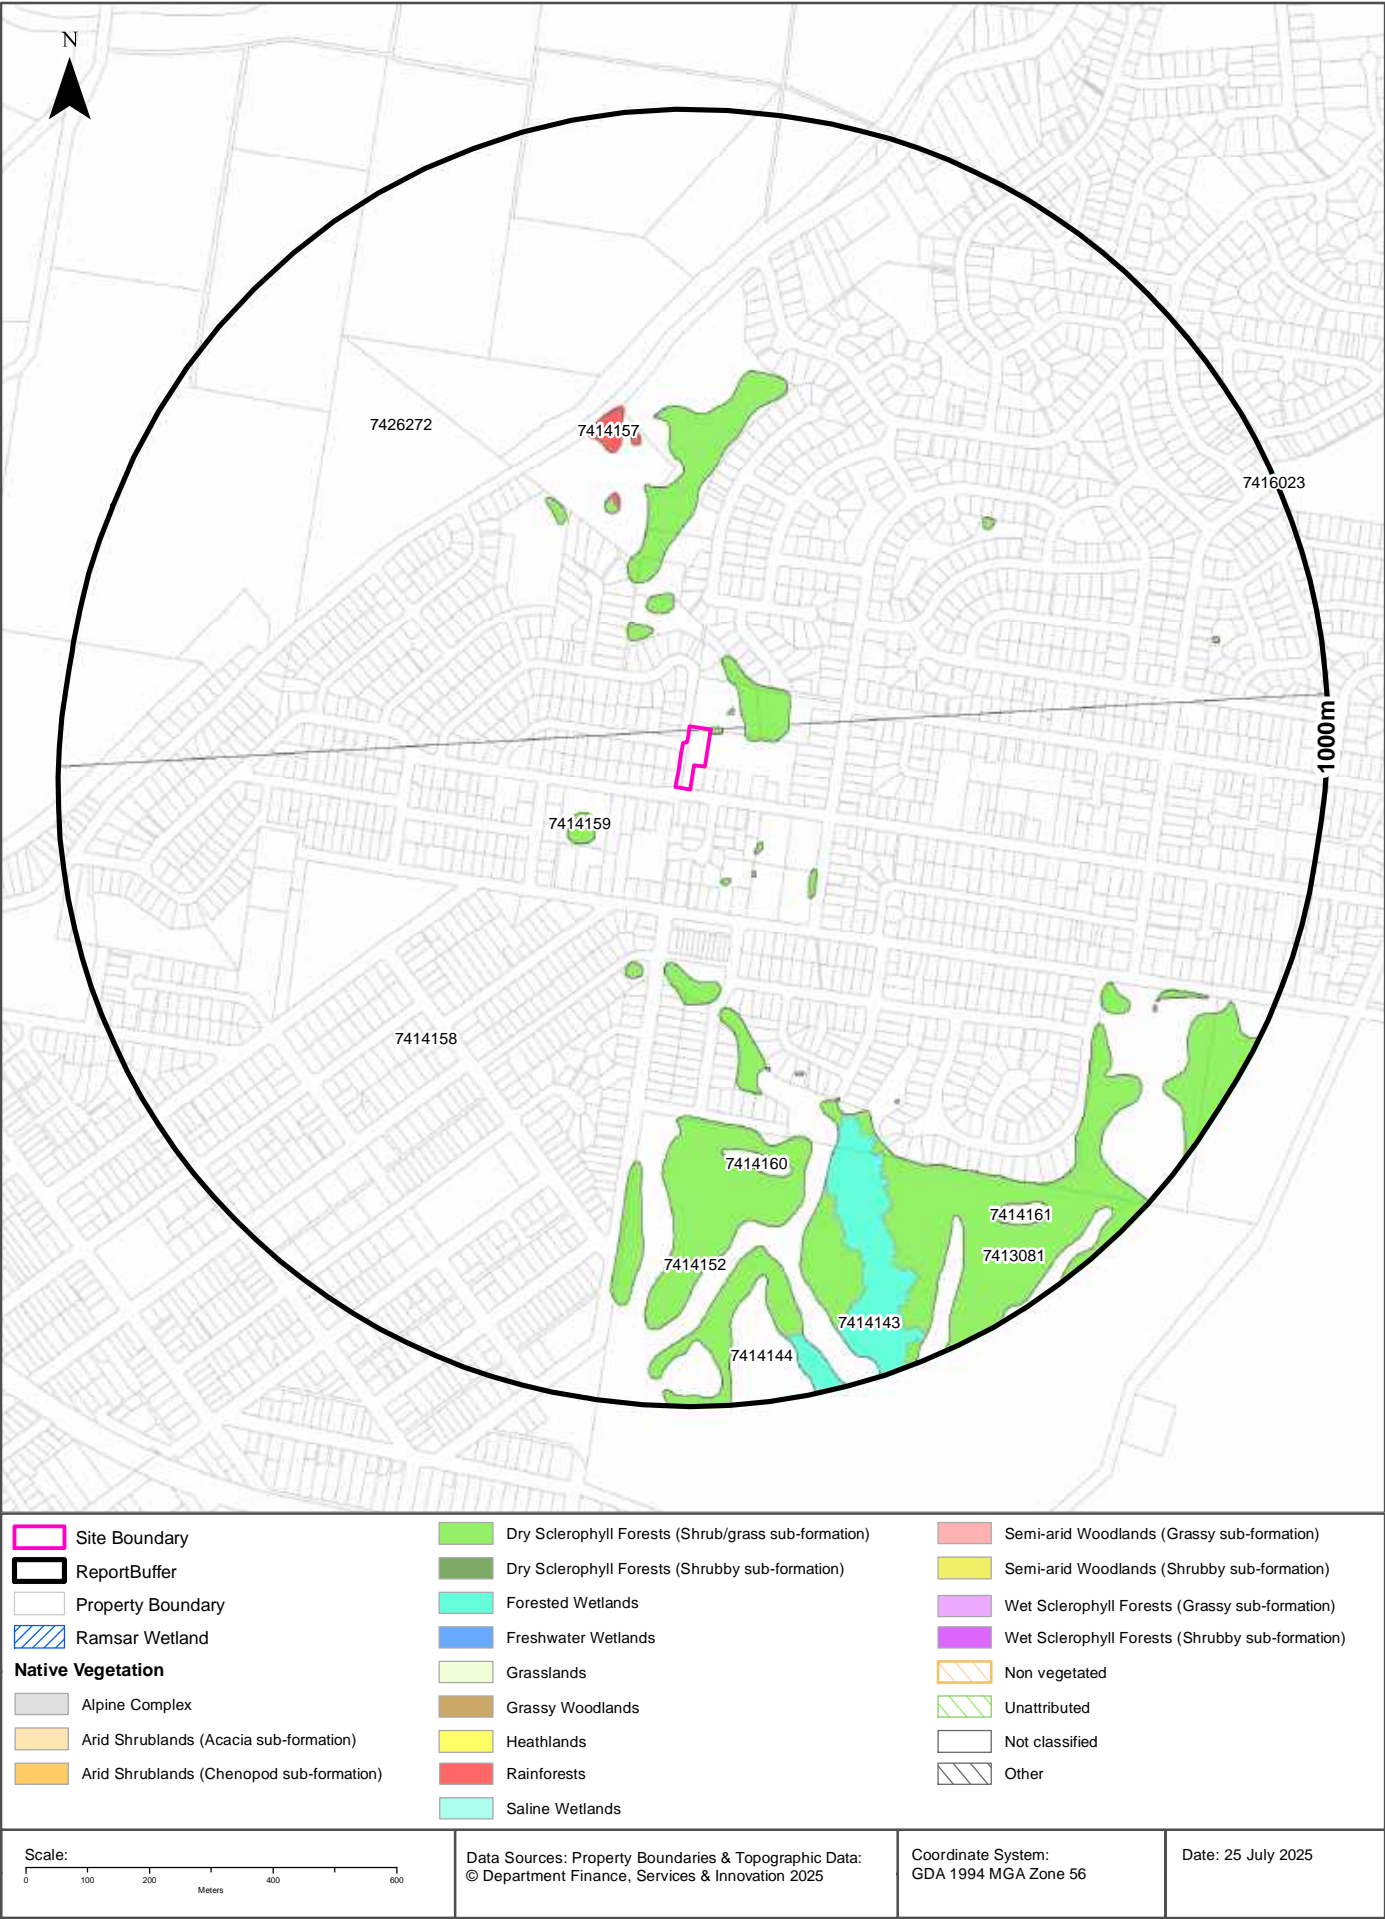 N
7426272
7414157
7416023
1000m
7414159
7414158
7414160
7414161
7413081
7414152
7414143
7414144
Site Boundary
ReportBuffer
Property Boundary
Ramsar Wetland
Native Vegetation
Alpine Complex
Arid Shrublands (Acacia sub-formation)
Arid Shrublands (Chenopod sub-formation)
Dry Sclerophyll Forests (Shrub/grass sub-formation)
Dry Sclerophyll Forests (Shrubby sub-formation)
Forested Wetlands
Freshwater Wetlands
Grasslands
Grassy Woodlands
Heathlands
Rainforests
Saline Wetlands
Semi-arid Woodlands (Grassy sub-formation)
Semi-arid Woodlands (Shrubby sub-formation)
Wet Sclerophyll Forests (Grassy sub-formation)
Wet Sclerophyll Forests (Shrubby sub-formation)
Non vegetated
Unattributed
Not classified
Other
Scale:
0 100 200 400 600
Meters
Data Sources: Property Boundaries & Topographic Data:
© Department Finance, Services & Innovation 2025
Coordinate System:
GDA 1994 MGA Zone 56
Date: 25 July 2025